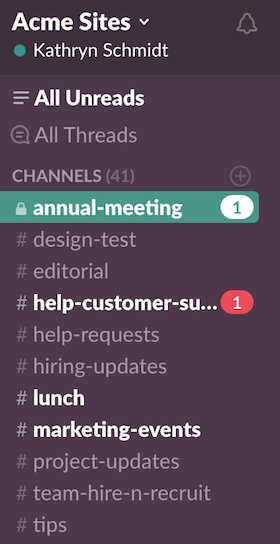 Acme Sites
Kathryn Schmidt
All Unreads
All Threads
CHANNELS (41)
annual-meeting 1
# design-test
# editorial
# help-customer-su... 1
# help-requests
# hiring-updates
# lunch
# marketing-events
# project-updates
# team-hire-n-recruit
# tips